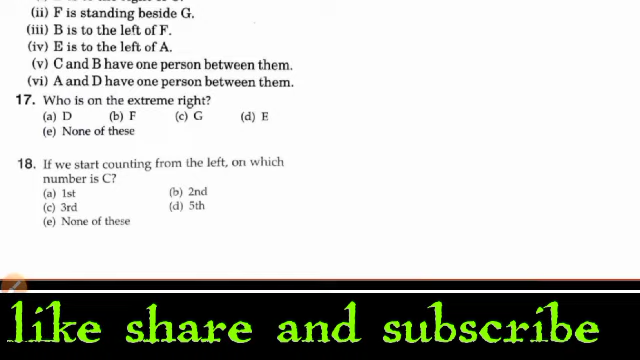 (ii) F is standing beside G.
(iii) B is to the left of F.
(iv) E is to the left of A.
(v) C and B have one person between them.
(vi) A and D have one person between them.
17. Who is on the extreme right?
(a) D (b) F (c) G (d) E
(e) None of these
18. If we start counting from the left, on which
number is C?
(a) 1st (b) 2nd
(c) 3rd (d) 5th
(e) None of these
like share and subscribe